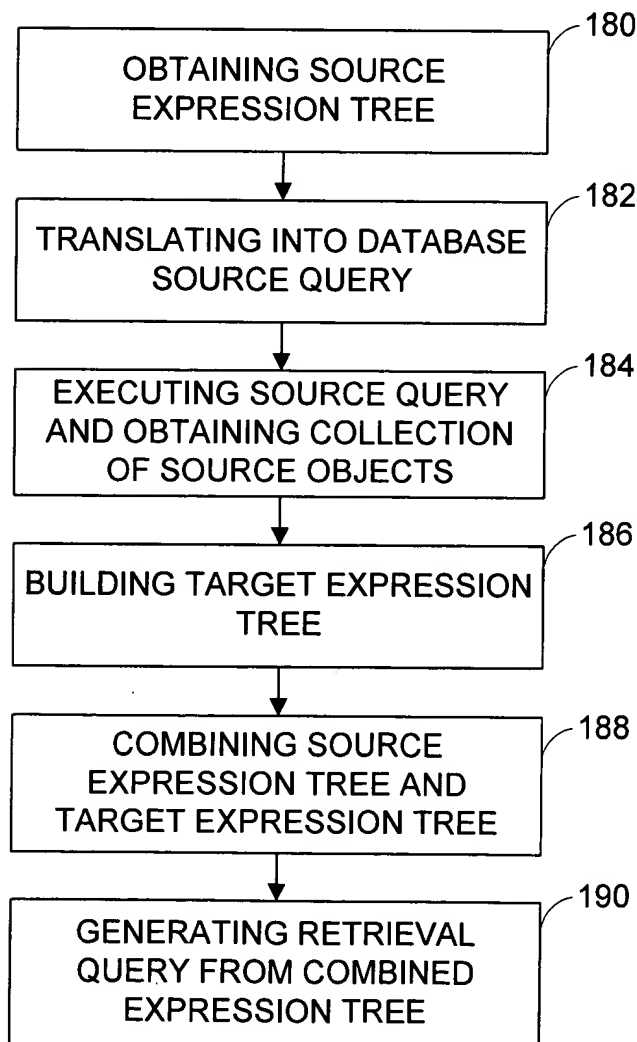 180
OBTAINING SOURCE
EXPRESSION TREE
182
TRANSLATING INTO DATABASE
SOURCE QUERY
184
EXECUTING SOURCE QUERY
AND OBTAINING COLLECTION
OF SOURCE OBJECTS
186
BUILDING TARGET EXPRESSION
TREE
188
COMBINING SOURCE
EXPRESSION TREE AND
TARGET EXPRESSION TREE
190
GENERATING RETRIEVAL
QUERY FROM COMBINED
EXPRESSION TREE